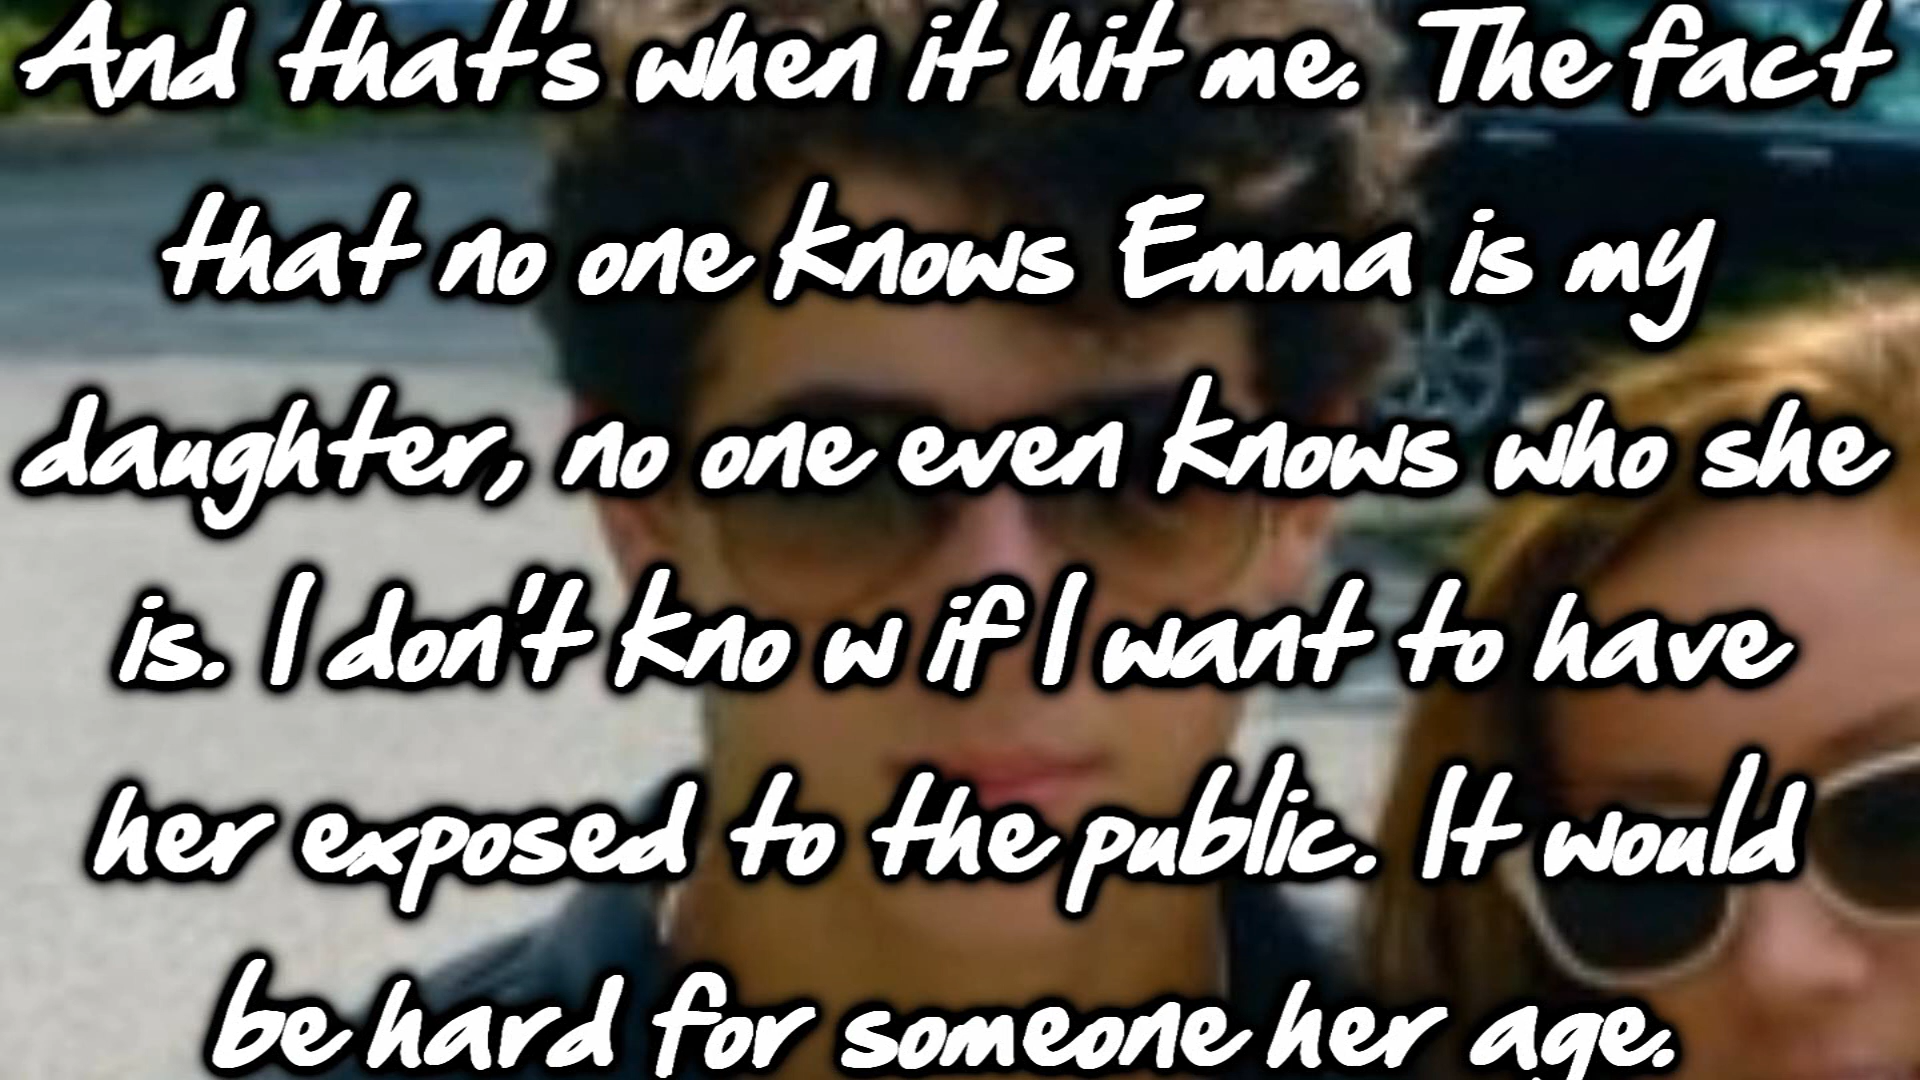 And that's when it hit me. The fact
that no one knows Emma is my
daughter, no one even knows who she
is. I don't kno w if I want to have
her exposed to the public. It would
be hard for someone her age.